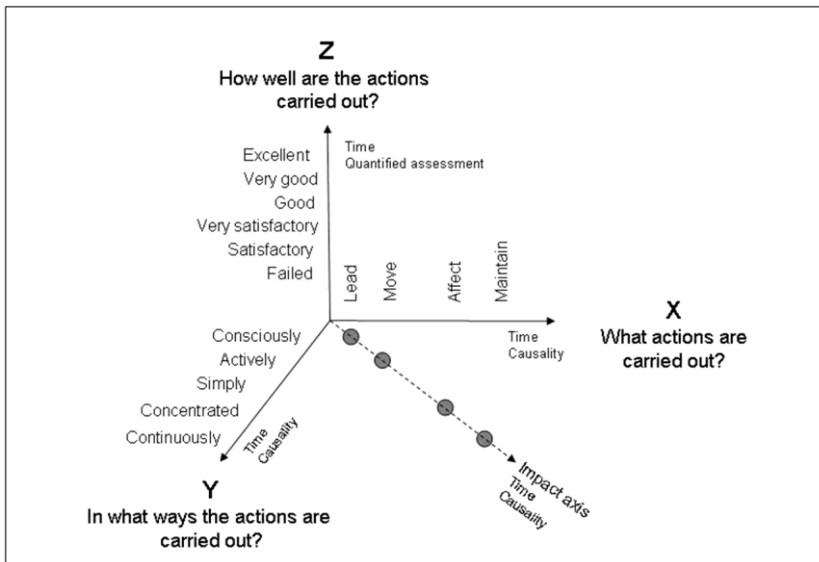 Z
How well are the actions
carried out?
Time
Quantified assessment
Excellent
Very good
Good
Very satisfactory
Satisfactory
Failed
Lead
Move
Affect
Maintain
X
What actions are
carried out?
Time
Causality
Consciously
Actively
Simply
Concentrated
Continuously
Time
Causality
Y
In what ways the actions are
carried out?
Impact axis
Time
Causality